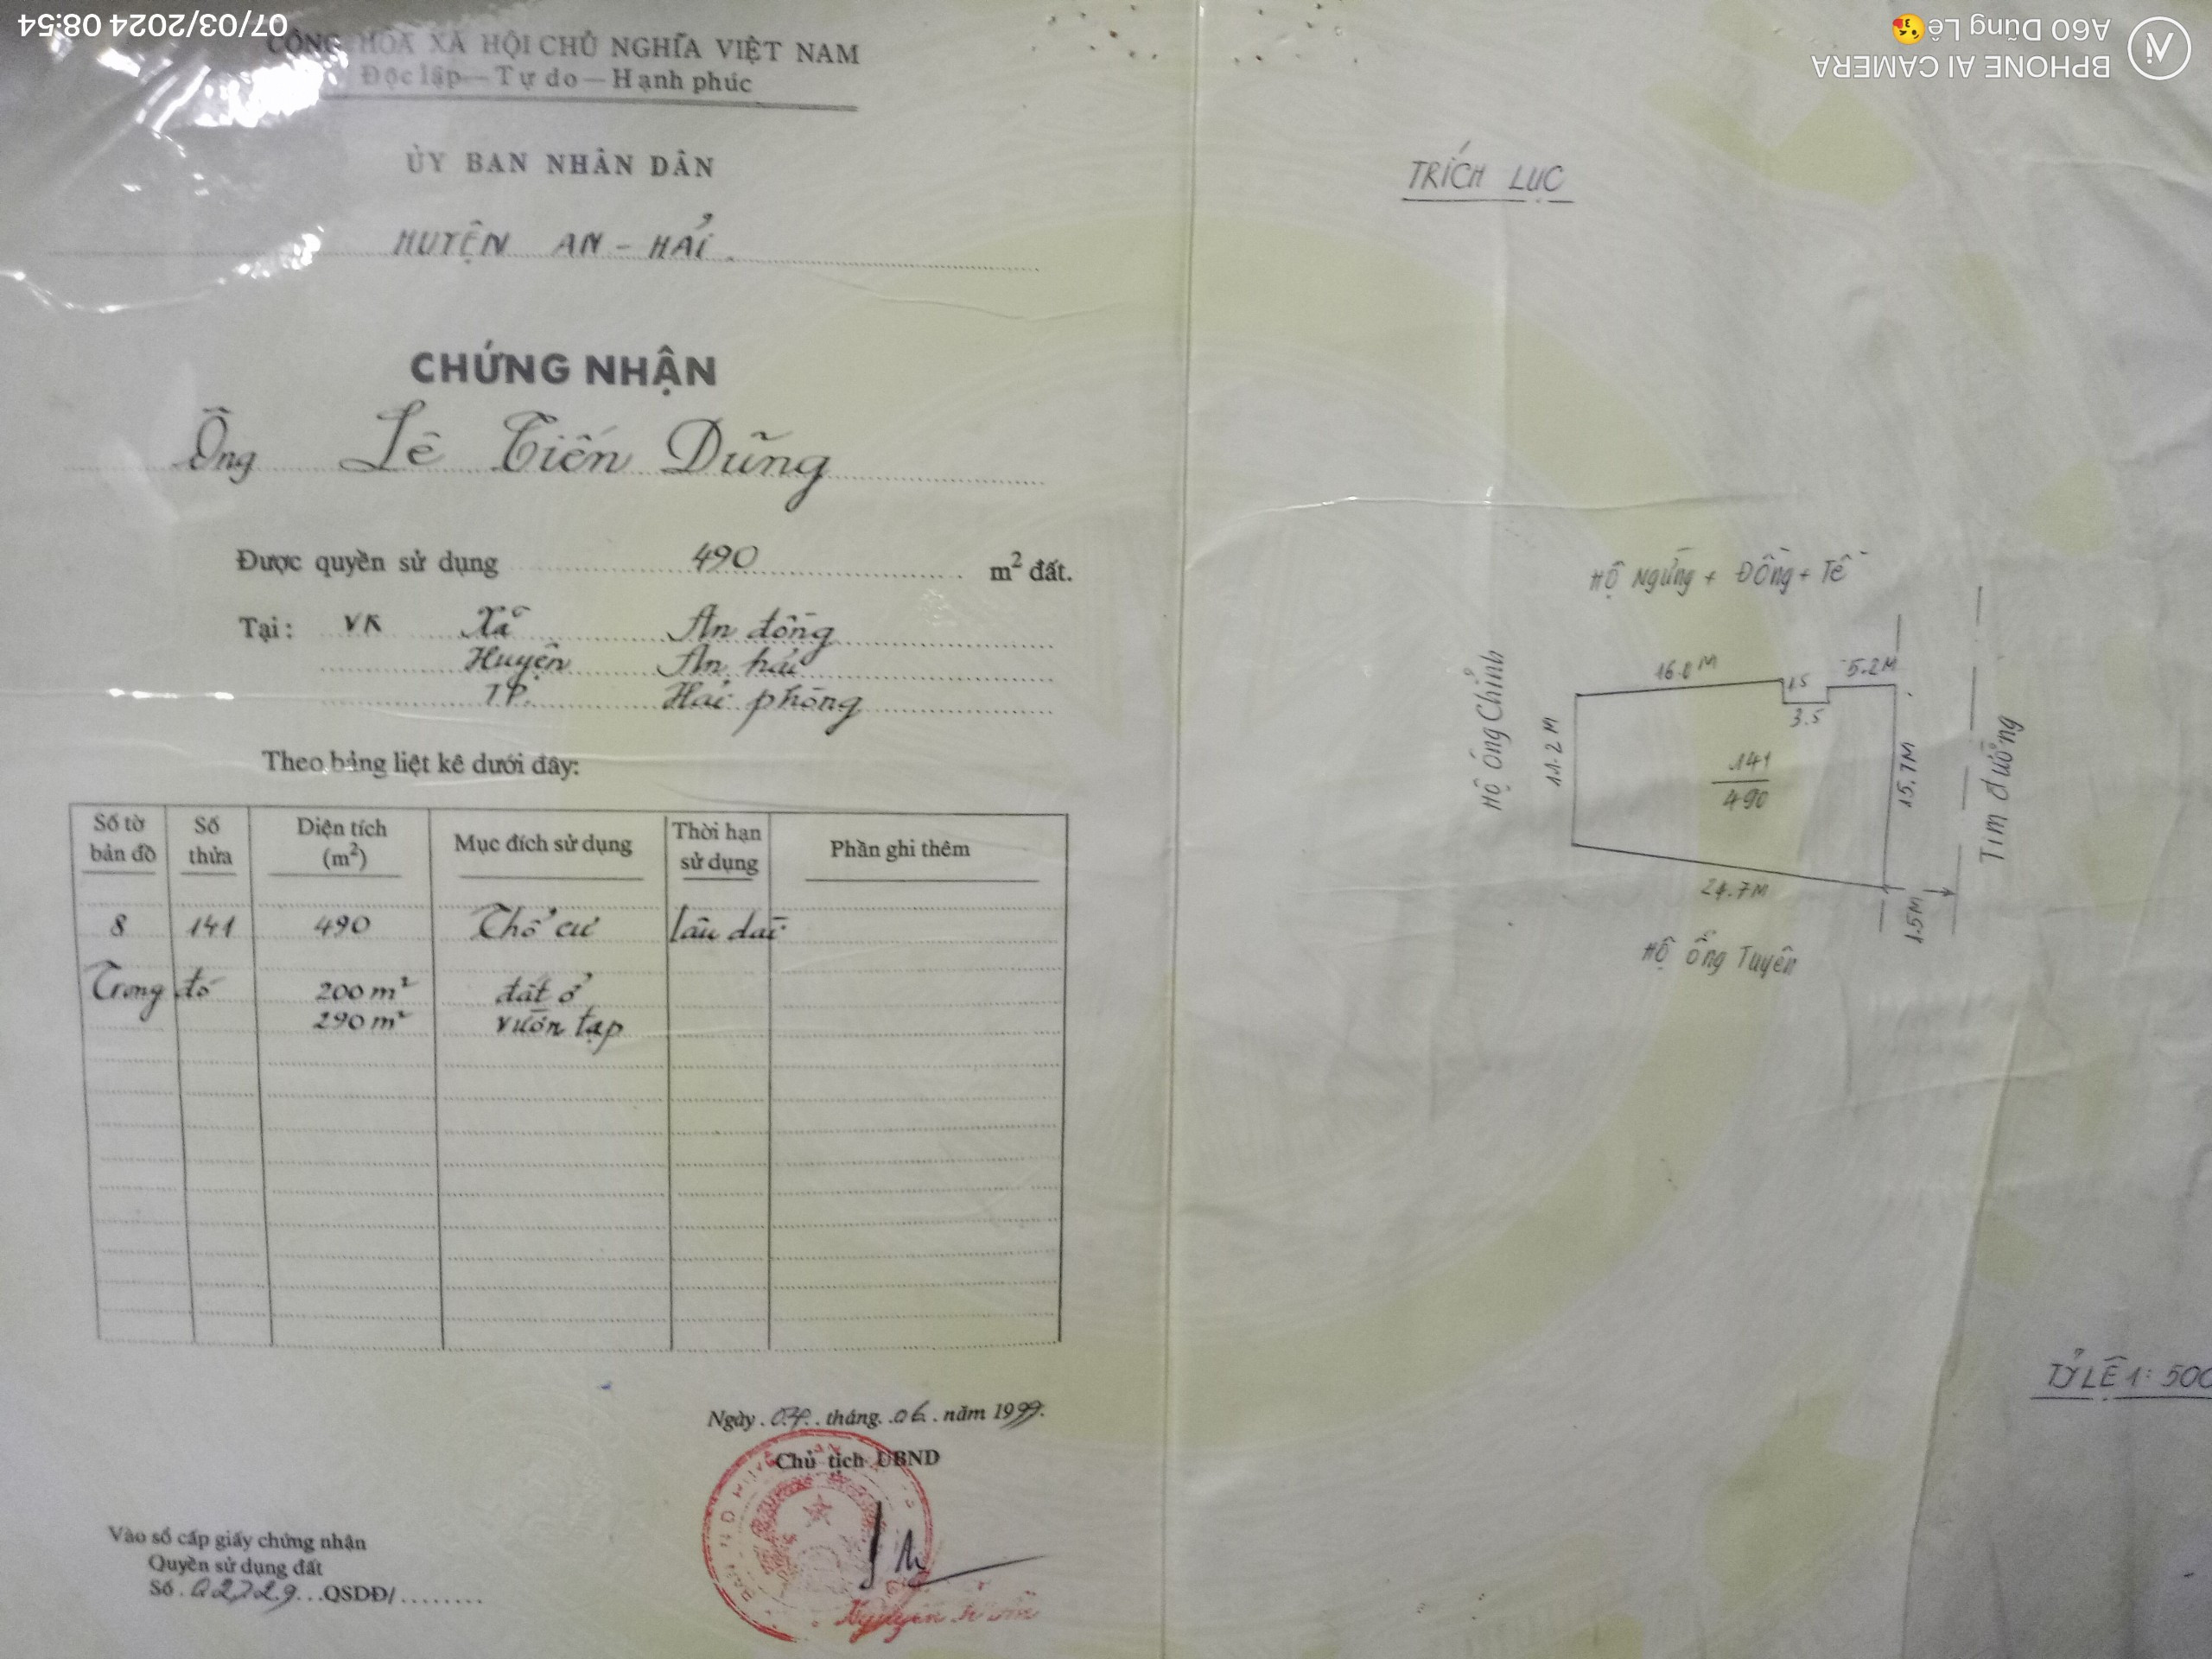 07/03/2024 08:54
BPHONE AI CAMERA
A60 Dũng Lê😘
CỘNG HÒA XÃ HỘI CHỦ NGHĨA VIỆT NAM
Độc lập — Tự do — Hạnh phúc
ỦY BAN NHÂN DÂN
HUYỆN AN - HẢI.
CHỨNG NHẬN
Ông Lê Tiến Dũng
Được quyền sử dụng 490 m² đất.
Tại: VK Xã An đồng
Huyện An hải
TP. Hải phòng
Theo bảng liệt kê dưới đây:
Số tờ bản đồ Số thửa Diện tích (m²) Mục đích sử dụng Thời hạn sử dụng Phần ghi thêm
8 141 490 Thổ cư lâu dài
Trong đó 200 m² đất ở
290 m² vườn tạp
Ngày 04 tháng 06 năm 1999.
Chủ tịch UBND
Vào sổ cấp giấy chứng nhận
Quyền sử dụng đất
Số 02729 QSDĐ/
TRÍCH LỤC
HỘ NGỪNG + ĐỒNG + TỀ
16.0M
1.5
5.2M
3.5
HỘ ông Chỉnh
11.2M
141
490
15.7M
Tim đường
24.7M
1.5M
HỘ ông Tuyên
TỶ LỆ 1: 500